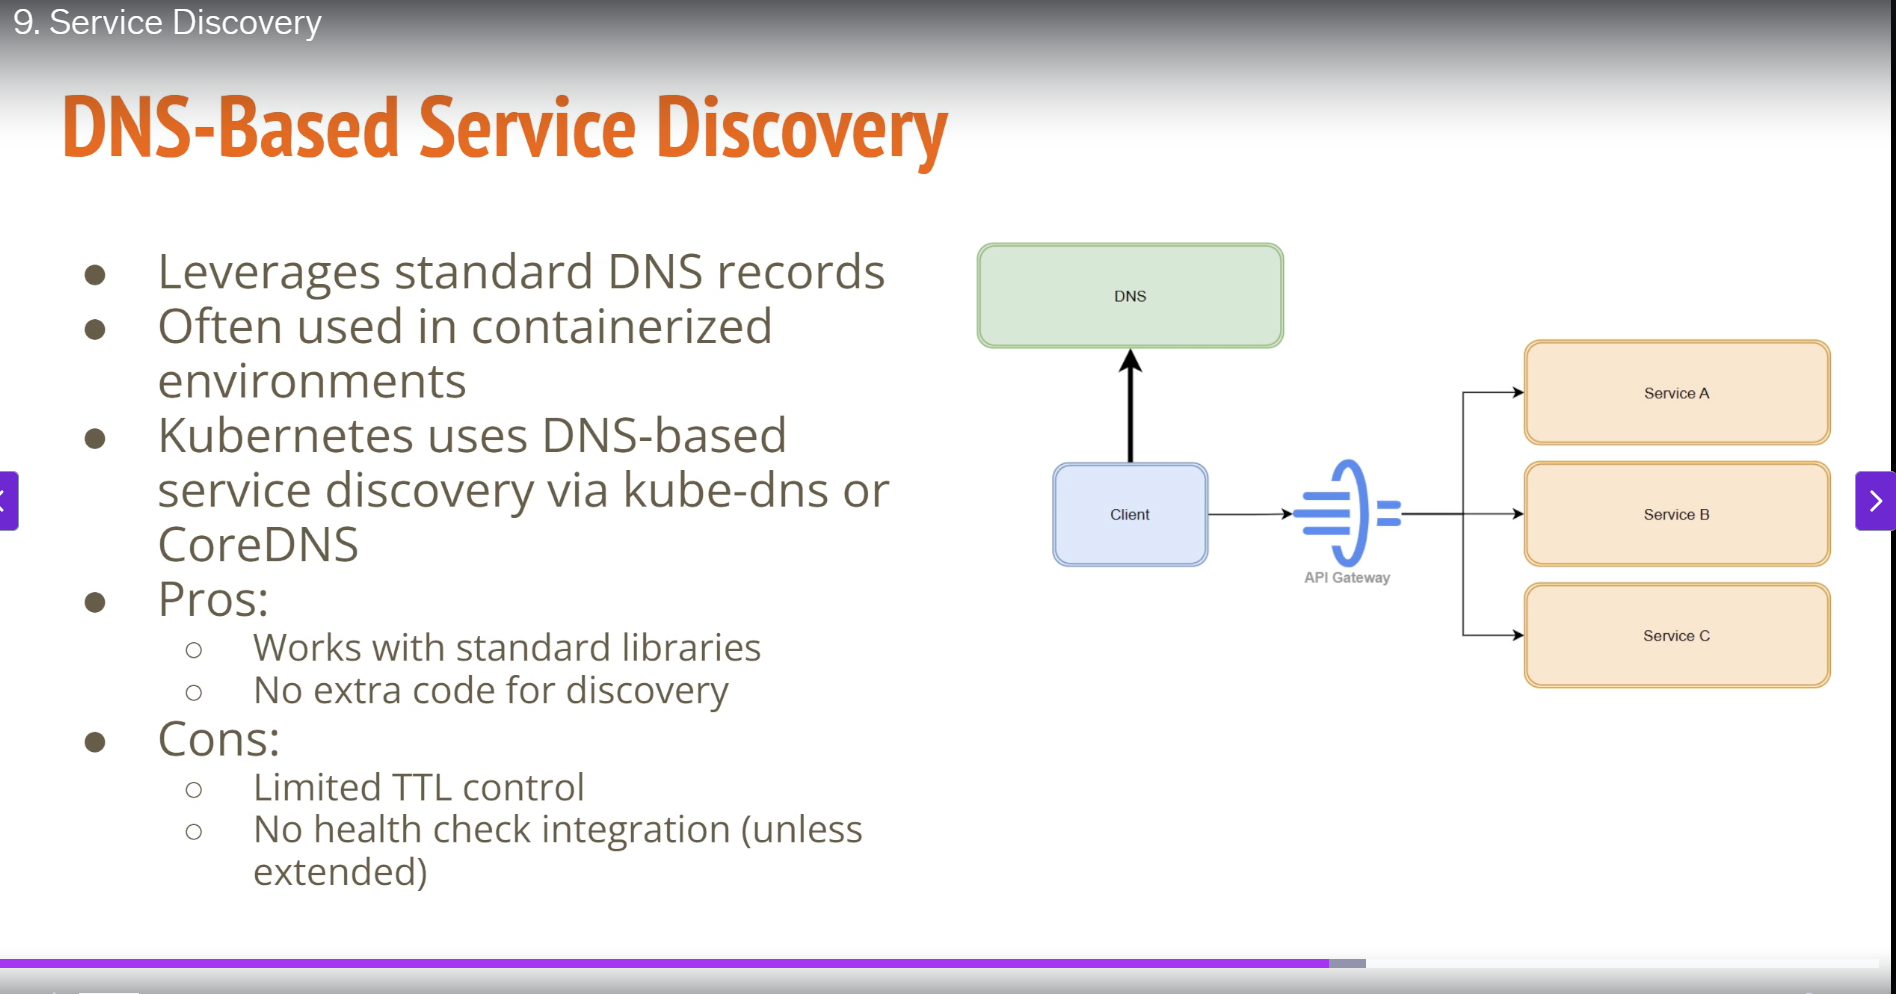 9. Service Discovery
DNS-Based Service Discovery
● Leverages standard DNS records
● Often used in containerized
environments
● Kubernetes uses DNS-based
service discovery via kube-dns or
CoreDNS
● Pros:
○ Works with standard libraries
○ No extra code for discovery
● Cons:
○ Limited TTL control
○ No health check integration (unless
extended)
DNS
Client
API Gateway
Service A
Service B
Service C